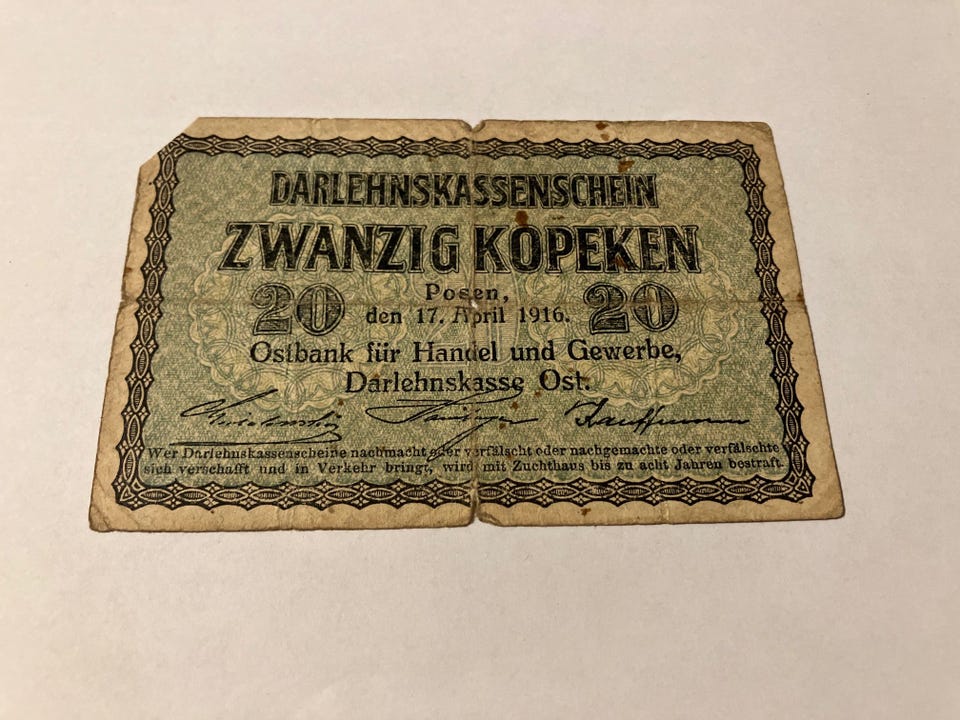 DARLEHNSKASSENSCHEIN
ZWANZIG KOPEKEN
Posen,
20 den 17. April 1916. 20
Ostbank für Handel und Gewerbe,
Darlehnskasse Ost.
Kauffmann
Wer Darlehnskassenscheine nachmacht oder verfälscht oder nachgemachte oder verfälschte
sich verschafft und in Verkehr bringt, wird mit Zuchthaus bis zu acht Jahren bestraft.